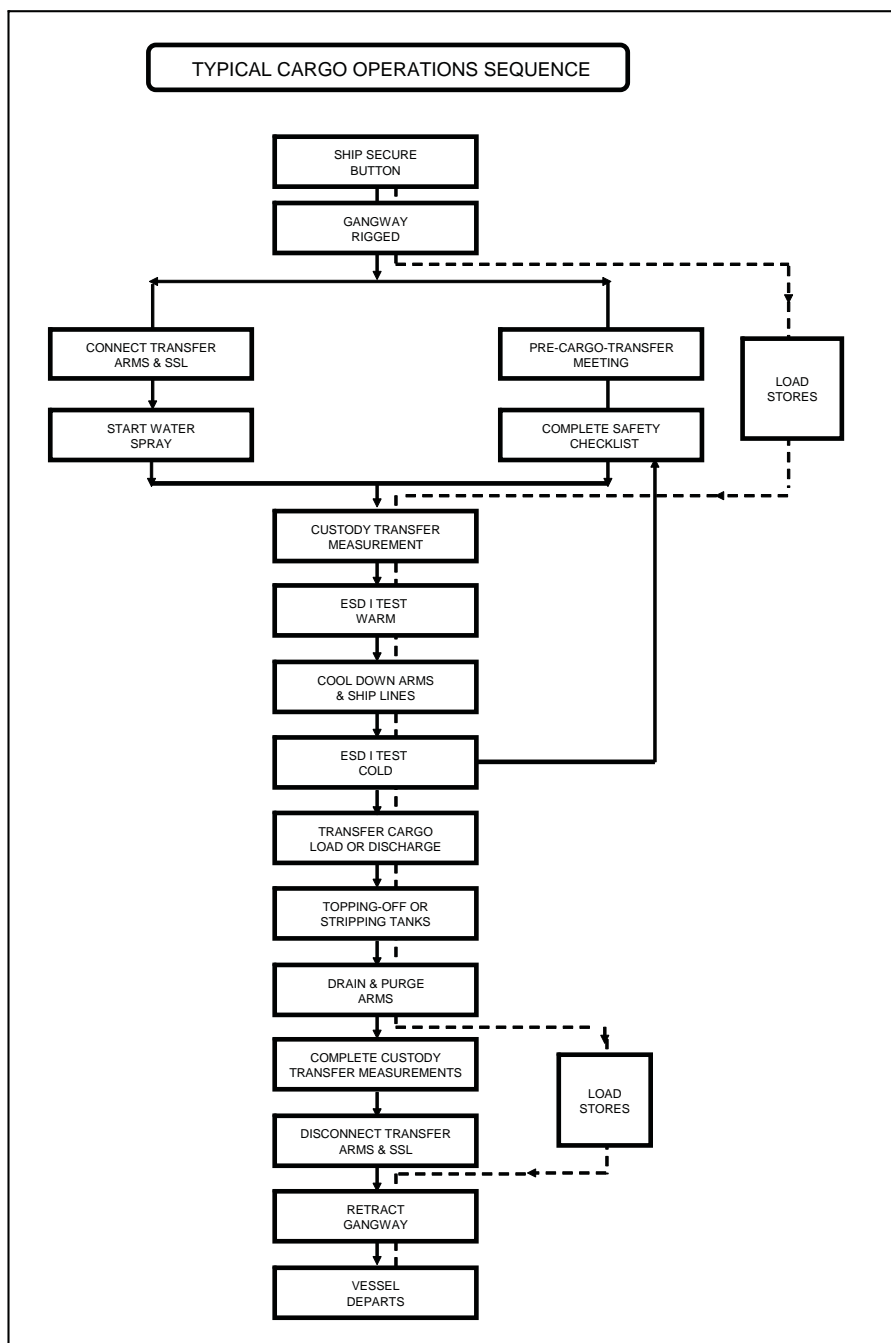 TYPICAL CARGO OPERATIONS SEQUENCE
SHIP SECURE
BUTTON
GANGWAY
RIGGED
CONNECT TRANSFER
ARMS & SSL
PRE-CARGO-TRANSFER
MEETING
LOAD
STORES
START WATER
SPRAY
COMPLETE SAFETY
CHECKLIST
CUSTODY TRANSFER
MEASUREMENT
ESD I TEST
WARM
COOL DOWN ARMS
& SHIP LINES
ESD I TEST
COLD
TRANSFER CARGO
LOAD OR DISCHARGE
TOPPING-OFF OR
STRIPPING TANKS
DRAIN & PURGE
ARMS
COMPLETE CUSTODY
TRANSFER MEASUREMENTS
LOAD
STORES
DISCONNECT TRANSFER
ARMS & SSL
RETRACT
GANGWAY
VESSEL
DEPARTS